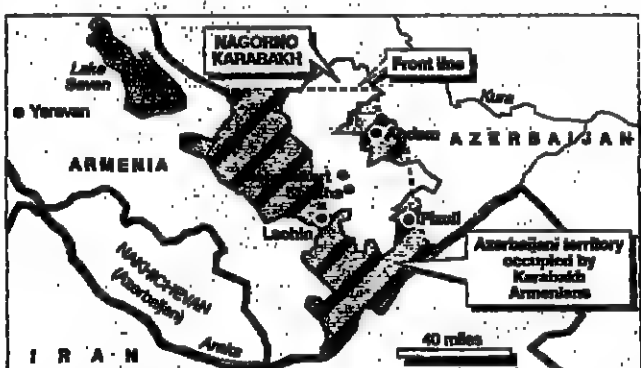 NAGORNO
KARABAKH
Front line
Lake
Sevan
Yerevan
Kura
AZERBAIJAN
ARMENIA
Lachin
Fizuli
NAKHICHEVAN
(Azerbaijan)
Azerbaijani territory
occupied by
Karabakh
Armenians
Araks
IRAN
40 miles